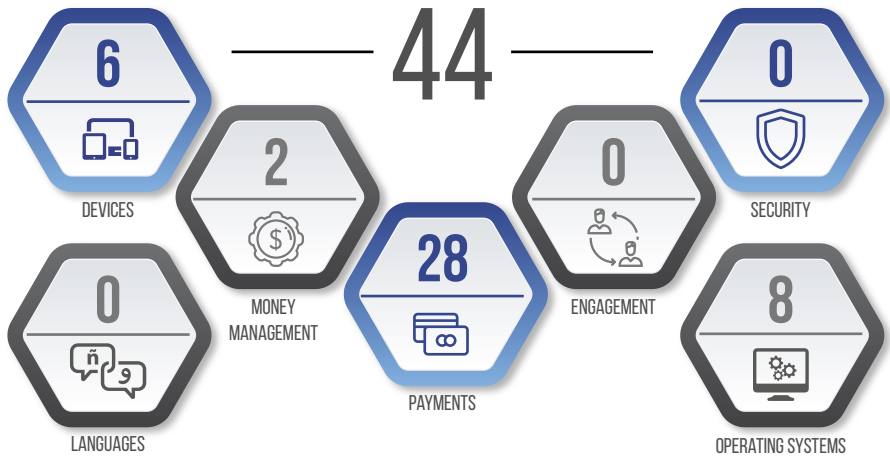 44
6
DEVICES
0
SECURITY
2
MONEY
MANAGEMENT
0
ENGAGEMENT
28
PAYMENTS
0
ñ
و
LANGUAGES
8
OPERATING SYSTEMS